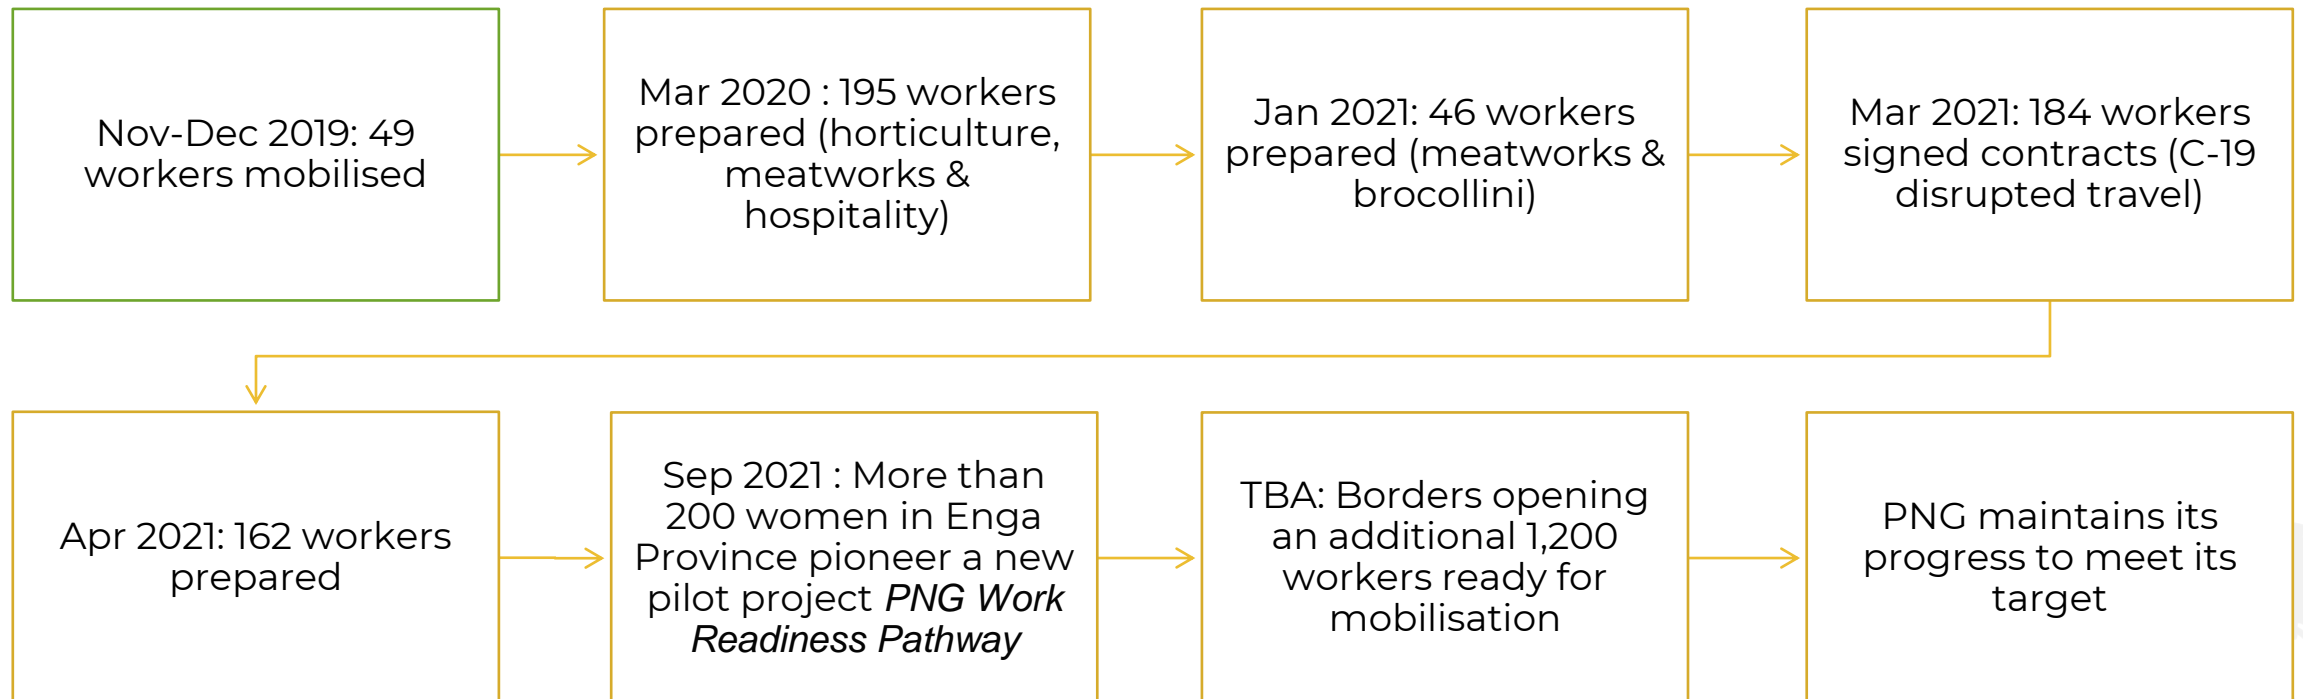 Nov-Dec 2019: 49
workers mobilised
Mar 2020 : 195 workers
prepared (horticulture,
meatworks &
hospitality)
Jan 2021: 46 workers
prepared (meatworks &
brocollini)
Mar 2021: 184 workers
signed contracts (C-19
disrupted travel)
Apr 2021: 162 workers
prepared
Sep 2021 : More than
200 women in Enga
Province pioneer a new
pilot project PNG Work
Readiness Pathway
TBA: Borders opening
an additional 1,200
workers ready for
mobilisation
PNG maintains its
progress to meet its
target